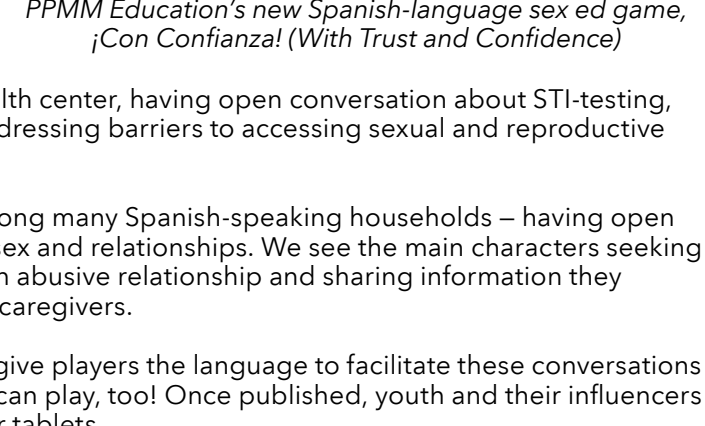 PPMM Education's new Spanish-language sex ed game,
¡Con Confianza! (With Trust and Confidence)
lth center, having open conversation about STI-testing,
dressing barriers to accessing sexual and reproductive
ong many Spanish-speaking households – having open
sex and relationships. We see the main characters seeking
n abusive relationship and sharing information they
caregivers.
give players the language to facilitate these conversations
can play, too! Once published, youth and their influencers
r tablets.